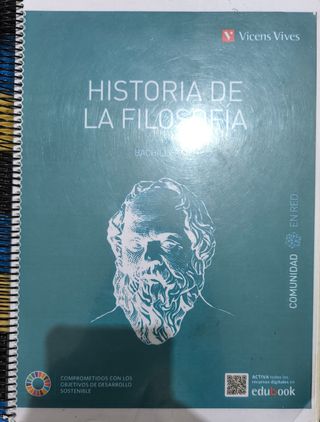 Vicens Vives
HISTORIA DE
LA FILOSOFÍA
COMUNIDAD EN RED
COMPROMETIDOS CON LOS
OBJETIVOS DE DESARROLLO
SOSTENIBLE
ACTIVA todos los
recursos digitales en
edubook